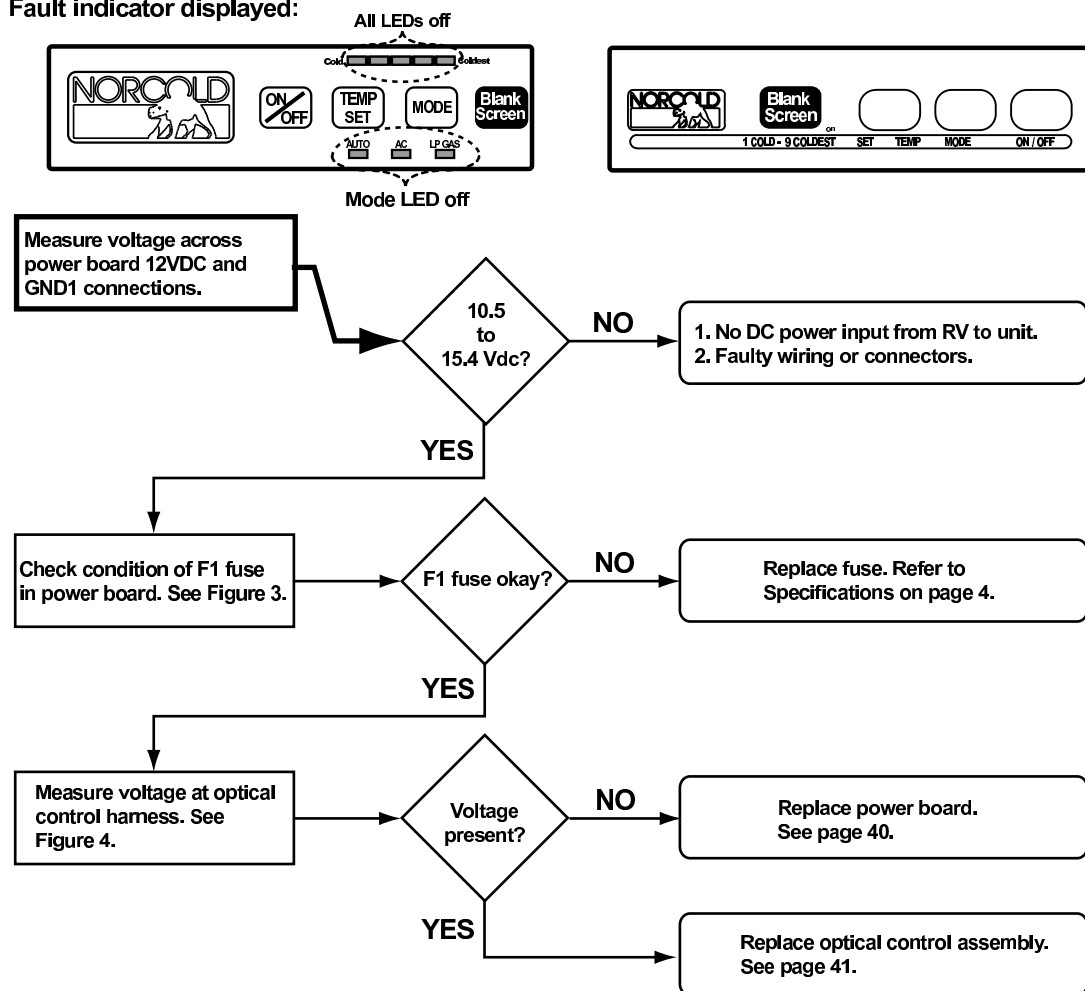 Fault indicator displayed:
All LEDs off
Cold
Coldest
NORCOLD
ON/OFF
TEMP
SET
MODE
Blank
Screen
AUTO
AC
LP GAS
Mode LED off
NORCOLD
Blank
Screen
on
1 COLD - 9 COLDEST
SET
TEMP
MODE
ON / OFF
Measure voltage across
power board 12VDC and
GND1 connections.
10.5
to
15.4 Vdc?
NO
1. No DC power input from RV to unit.
2. Faulty wiring or connectors.
YES
Check condition of F1 fuse
in power board. See Figure 3.
F1 fuse okay?
NO
Replace fuse. Refer to
Specifications on page 4.
YES
Measure voltage at optical
control harness. See
Figure 4.
Voltage
present?
NO
Replace power board.
See page 40.
YES
Replace optical control assembly.
See page 41.